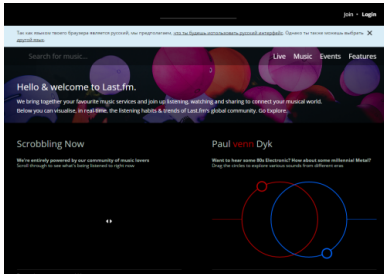 join • Login
Так как языком твоего браузера является русский, мы предполагаем, что ты будешь использовать русский интерфейс. Однако ты также можешь выбрать другой язык.
Search for music...
Live Music Events Features
Hello & welcome to Last.fm.
We bring together your favourite music services and join up listening, watching and sharing to connect your musical world.
Below you can visualise, in real-time, the listening habits & trends of Last.fm's global community. Go Explore.
Scrobbling Now
We're entirely powered by our community of music lovers
Scroll through to see what's being listened to right now
Paul venn Dyk
Want to hear some 80s Electronic? How about some millennial Metal?
Drag the circles to explore various sounds from different eras